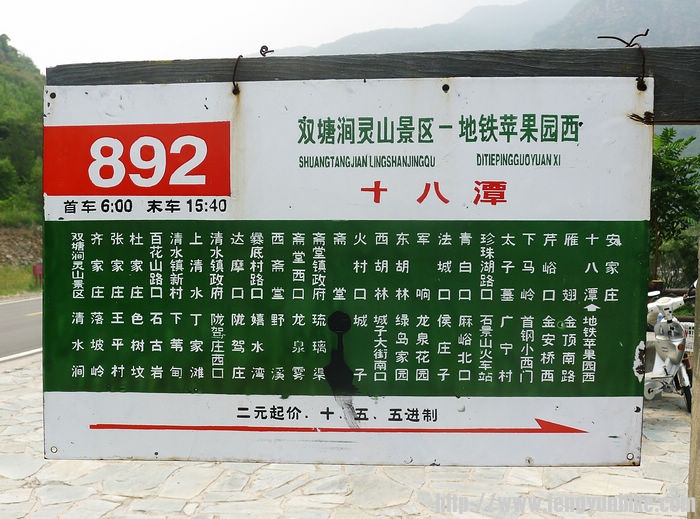 892
首车 6:00 末车 15:40
双塘涧灵山景区－地铁苹果园西
SHUANGTANGJIAN LINGSHANJINGQU DITIEPINGGUOYUAN XI
十八潭
双塘涧灵山景区 清水涧
齐家庄 落坡岭
张家庄 王平村
杜家庄 色树坟
百花山路口 石古岩
清水镇新村 下苇甸
上清水 丁家滩
清水镇政府 陇驾庄西口
达摩口 陇驾庄
爨底村路口 嬉水湾
西斋堂 野溪
斋堂西口 龙泉雾
斋堂镇政府 琉璃渠
斋堂
火村口 城子
西胡林 城子大街南口
东胡林 绿岛家园
军响 龙泉花园
法城口 侯庄子
青白口 麻峪北口
珍珠湖路口 石景山火车站
太子墓 广宁村
下马岭 首钢小西门
芹峪口 金安桥西
雁翅 金顶南路
十八潭 地铁苹果园西
安家庄
二元起价．十．五．五进制